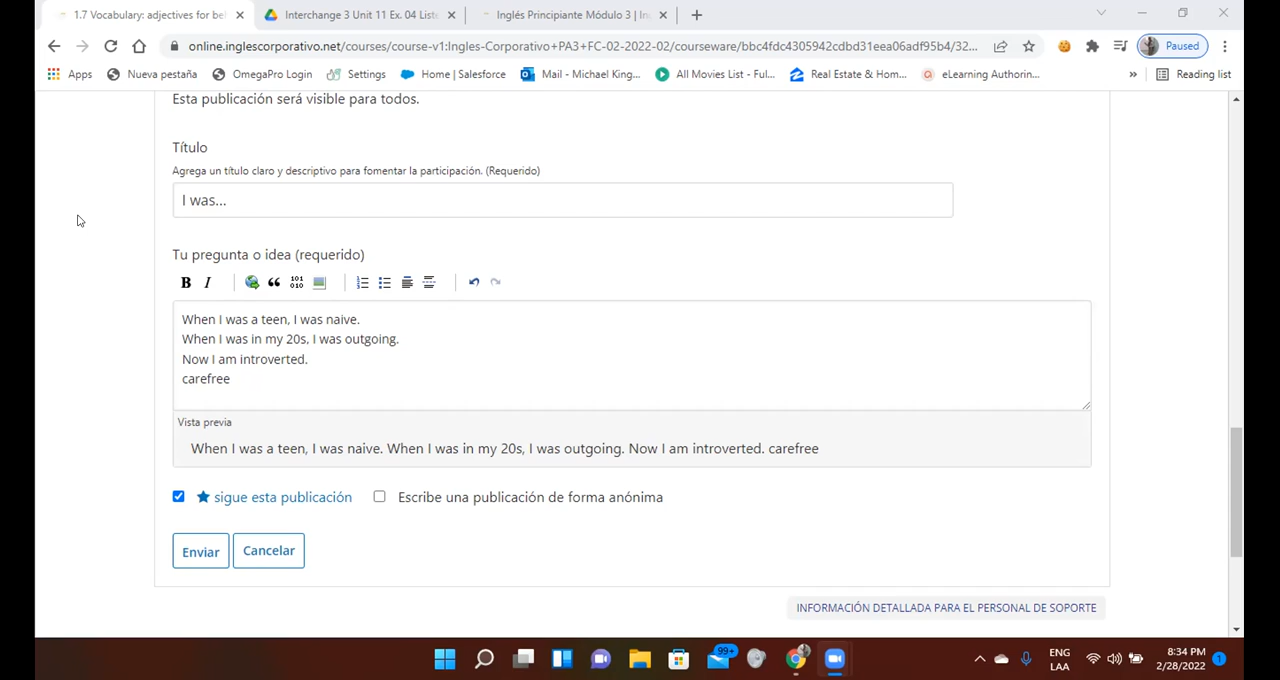 1.7 Vocabulary: adjectives for bel
Interchange 3 Unit 11 Ex. 04 List
Inglés Principiante Módulo 3 | In
online.inglescorporativo.net/courses/course-v1:Ingles-Corporativo+PA3+FC-02-2022-02/courseware/bbc4fdc4305942cdbd31eea06adf95b4/32...
Paused
Apps
Nueva pestaña
OmegaPro Login
Settings
Home | Salesforce
Mail - Michael King...
All Movies List - Ful...
Real Estate & Hom...
eLearning Authorin...
»
Reading list
Esta publicación será visible para todos.
Título
Agrega un título claro y descriptivo para fomentar la participación. (Requerido)
I was...
Tu pregunta o idea (requerido)
B I
101
010
When I was a teen, I was naive.
When I was in my 20s, I was outgoing.
Now I am introverted.
carefree
Vista previa
When I was a teen, I was naive. When I was in my 20s, I was outgoing. Now I am introverted. carefree
sigue esta publicación
Escribe una publicación de forma anónima
Enviar
Cancelar
INFORMACIÓN DETALLADA PARA EL PERSONAL DE SOPORTE
99+
ENG
LAA
8:34 PM
2/28/2022
1